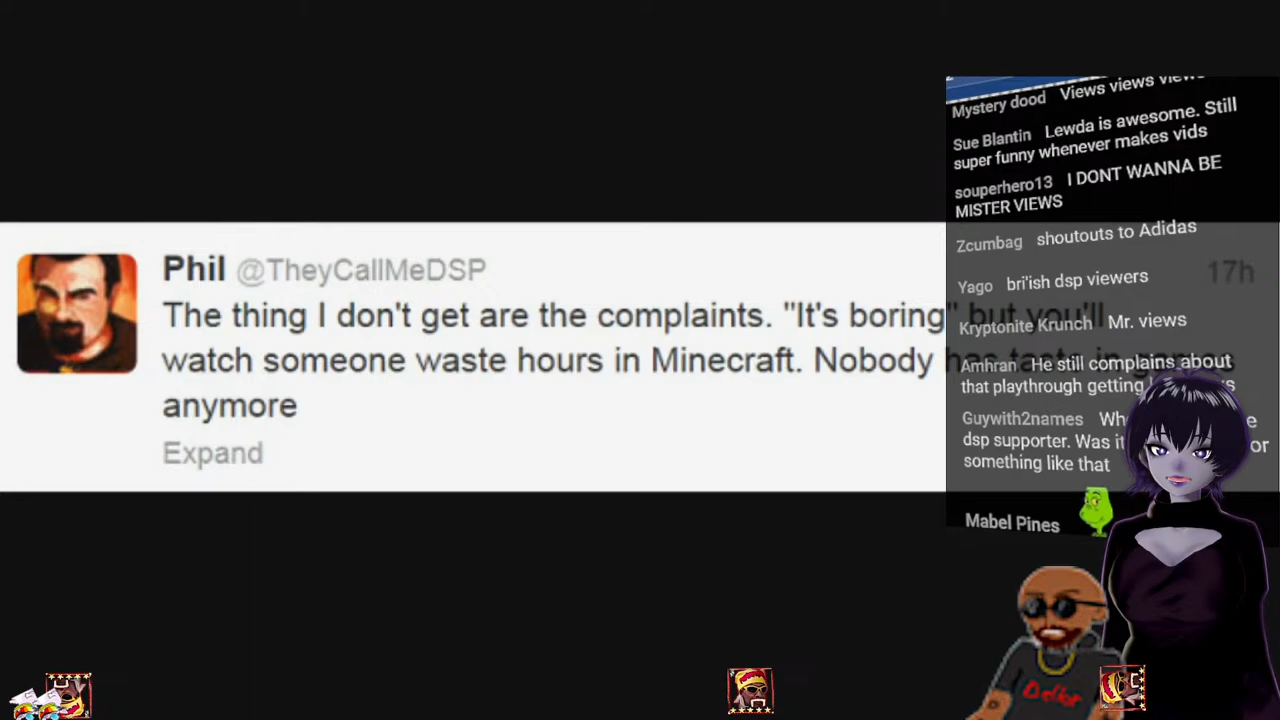 Phil @TheyCallMeDSP
17h
The thing I don't get are the complaints. "It's boring" but you'll
watch someone waste hours in Minecraft. Nobody has taste in games
anymore
Expand
Mystery dood Views views views
Sue Blantin Lewda is awesome. Still
super funny whenever makes vids
souperhero13 I DONT WANNA BE
MISTER VIEWS
Zcumbag shoutouts to Adidas
Yago bri'ish dsp viewers
Kryptonite Krunch Mr. views
Amhran He still complains about
that playthrough getting
Guywith2names
dsp supporter. Was it
something like that
Mabel Pines